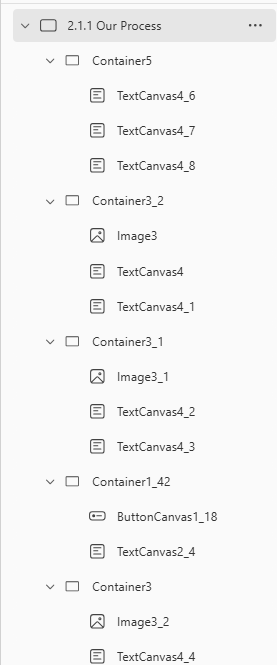 2.1.1 Our Process
Container5
TextCanvas4_6
TextCanvas4_7
TextCanvas4_8
Container3_2
Image3
TextCanvas4
TextCanvas4_1
Container3_1
Image3_1
TextCanvas4_2
TextCanvas4_3
Container1_42
ButtonCanvas1_18
TextCanvas2_4
Container3
Image3_2
TextCanvas4_4